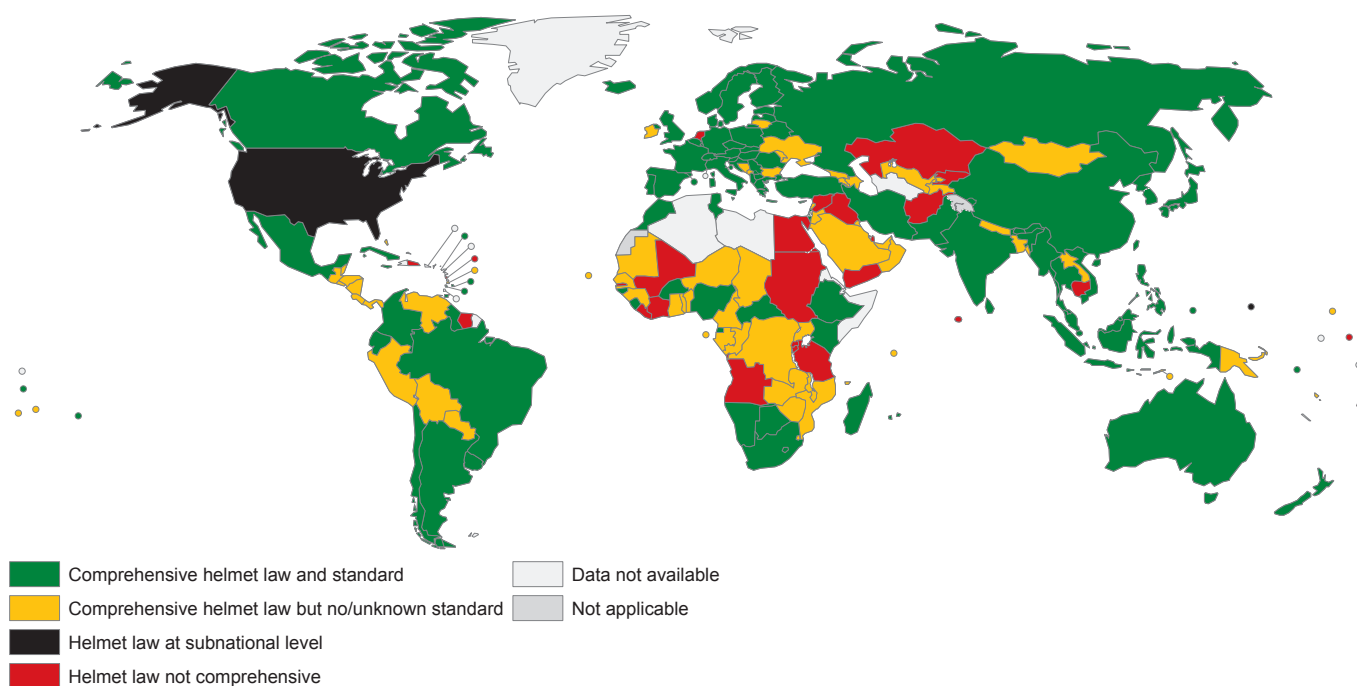 Comprehensive helmet law and standard
Comprehensive helmet law but no/unknown standard
Helmet law at subnational level
Helmet law not comprehensive
Data not available
Not applicable